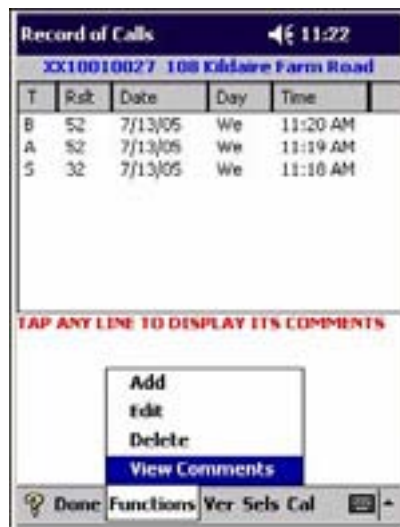 Record of Calls 11:22
XX10010027 108 Kildaire Farm Road
T Rslt Date Day Time
B 52 7/13/05 We 11:20 AM
A 52 7/13/05 We 11:19 AM
S 32 7/13/05 We 11:18 AM
TAP ANY LINE TO DISPLAY ITS COMMENTS
Add
Edit
Delete
View Comments
? Done Functions Ver Sels Cal